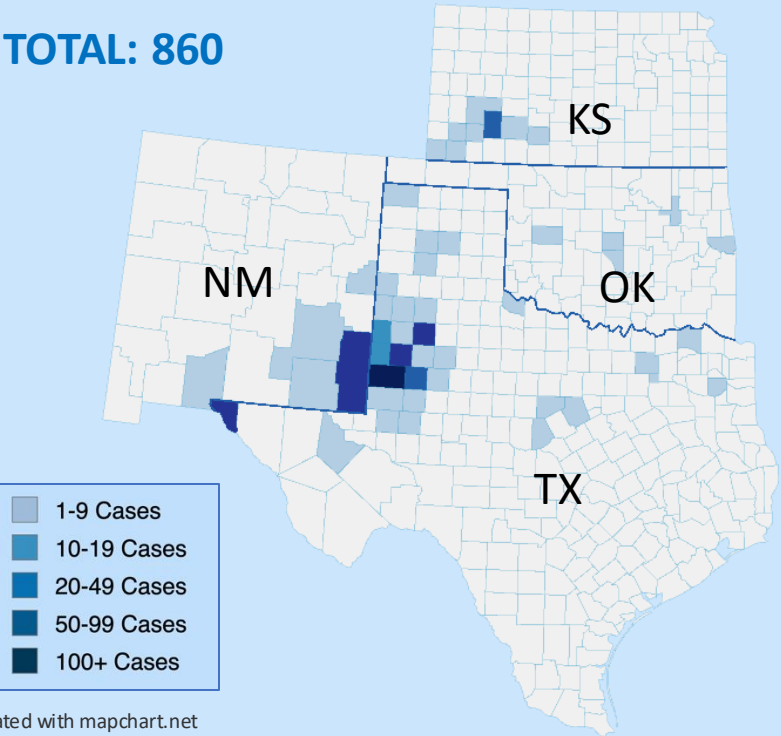 TOTAL: 860
KS
NM
OK
TX
1-9 Cases
10-19 Cases
20-49 Cases
50-99 Cases
100+ Cases
ated with mapchart.net